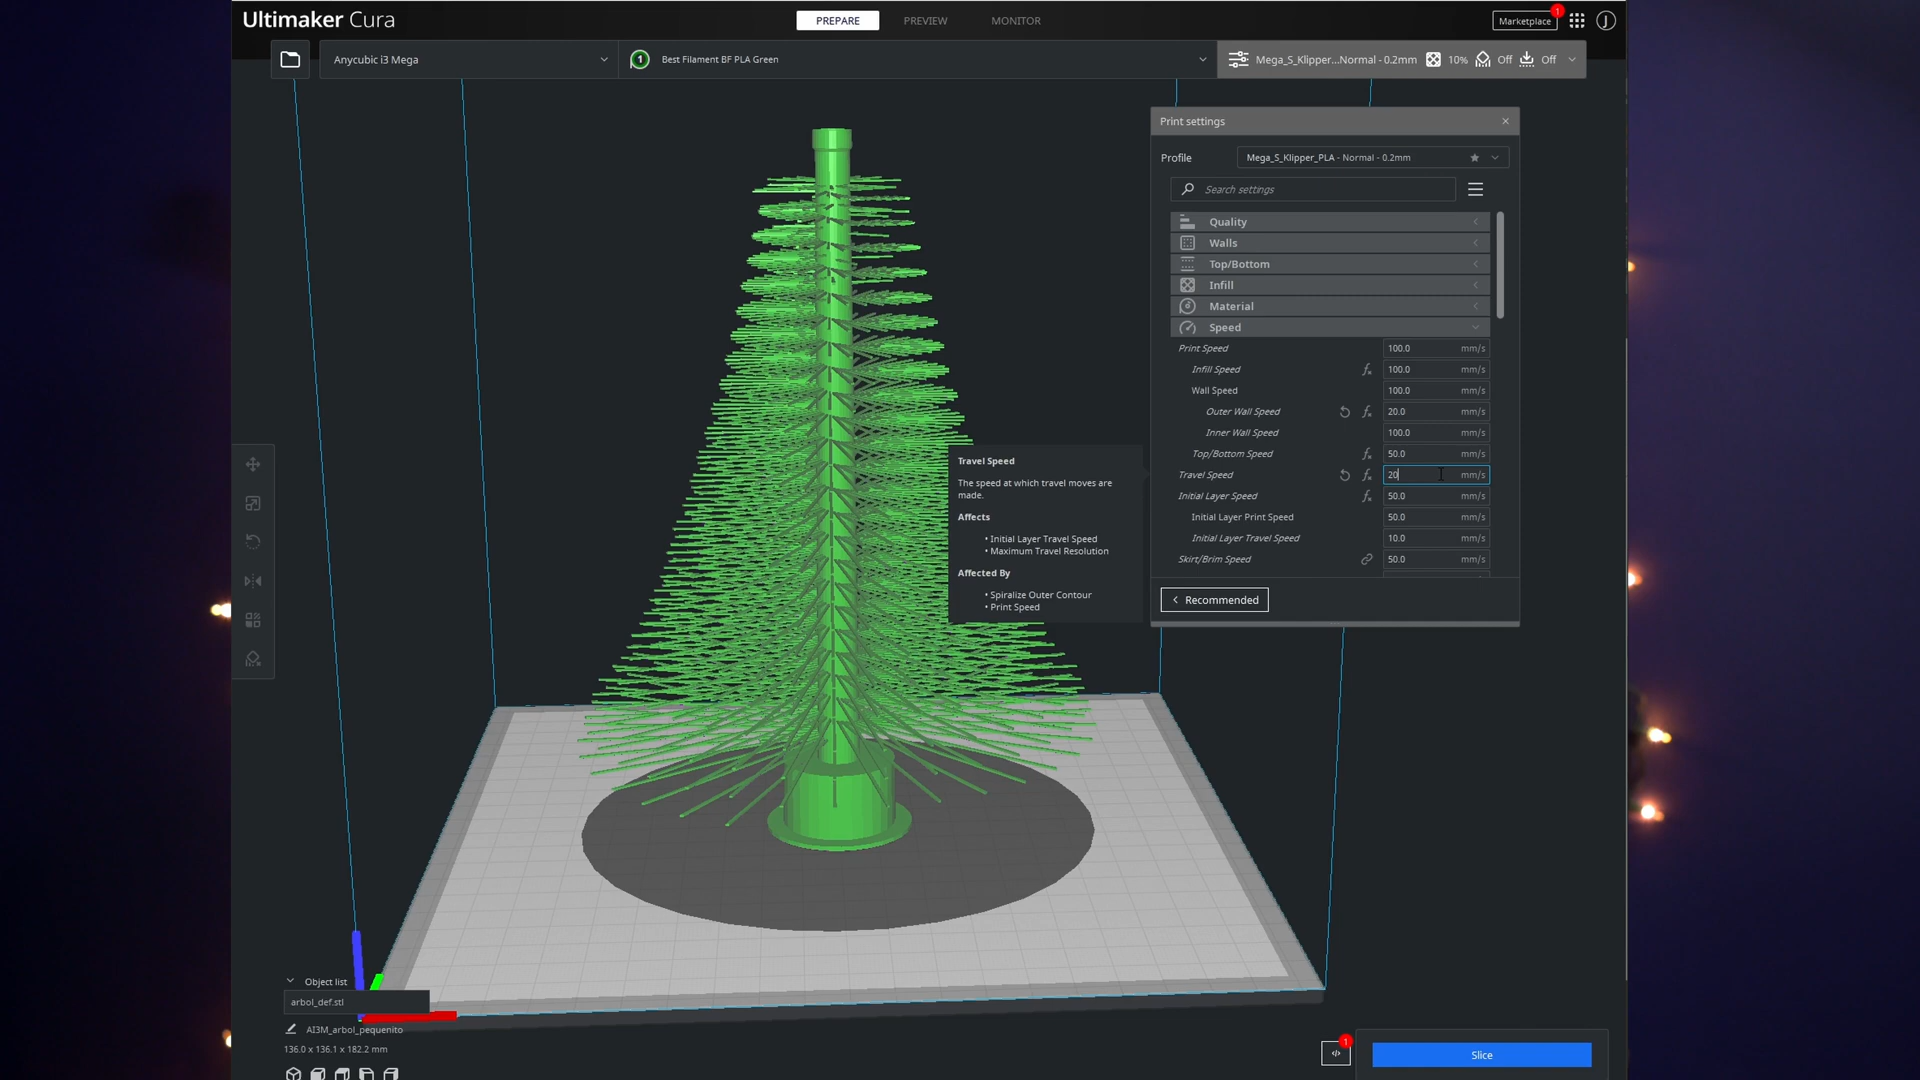 Ultimaker Cura
PREPARE
PREVIEW
MONITOR
Marketplace
1
J
Anycubic i3 Mega
1
Best Filament BF PLA Green
Mega_S_Klipper...Normal - 0.2mm
10%
Off
Off
Print settings
Profile
Mega_S_Klipper_PLA - Normal - 0.2mm
Search settings
Quality
Walls
Top/Bottom
Infill
Material
Speed
Print Speed 100.0 mm/s
Infill Speed 100.0 mm/s
Wall Speed 100.0 mm/s
Outer Wall Speed 20.0 mm/s
Inner Wall Speed 100.0 mm/s
Top/Bottom Speed 50.0 mm/s
Travel Speed 20 mm/s
Initial Layer Speed 50.0 mm/s
Initial Layer Print Speed 50.0 mm/s
Initial Layer Travel Speed 10.0 mm/s
Skirt/Brim Speed 50.0 mm/s
Recommended
Travel Speed
The speed at which travel moves are
made.
Affects
• Initial Layer Travel Speed
• Maximum Travel Resolution
Affected By
• Spiralize Outer Contour
• Print Speed
Object list
arbol_def.stl
AI3M_arbol_pequenito
136.0 x 136.1 x 182.2 mm
1
Slice